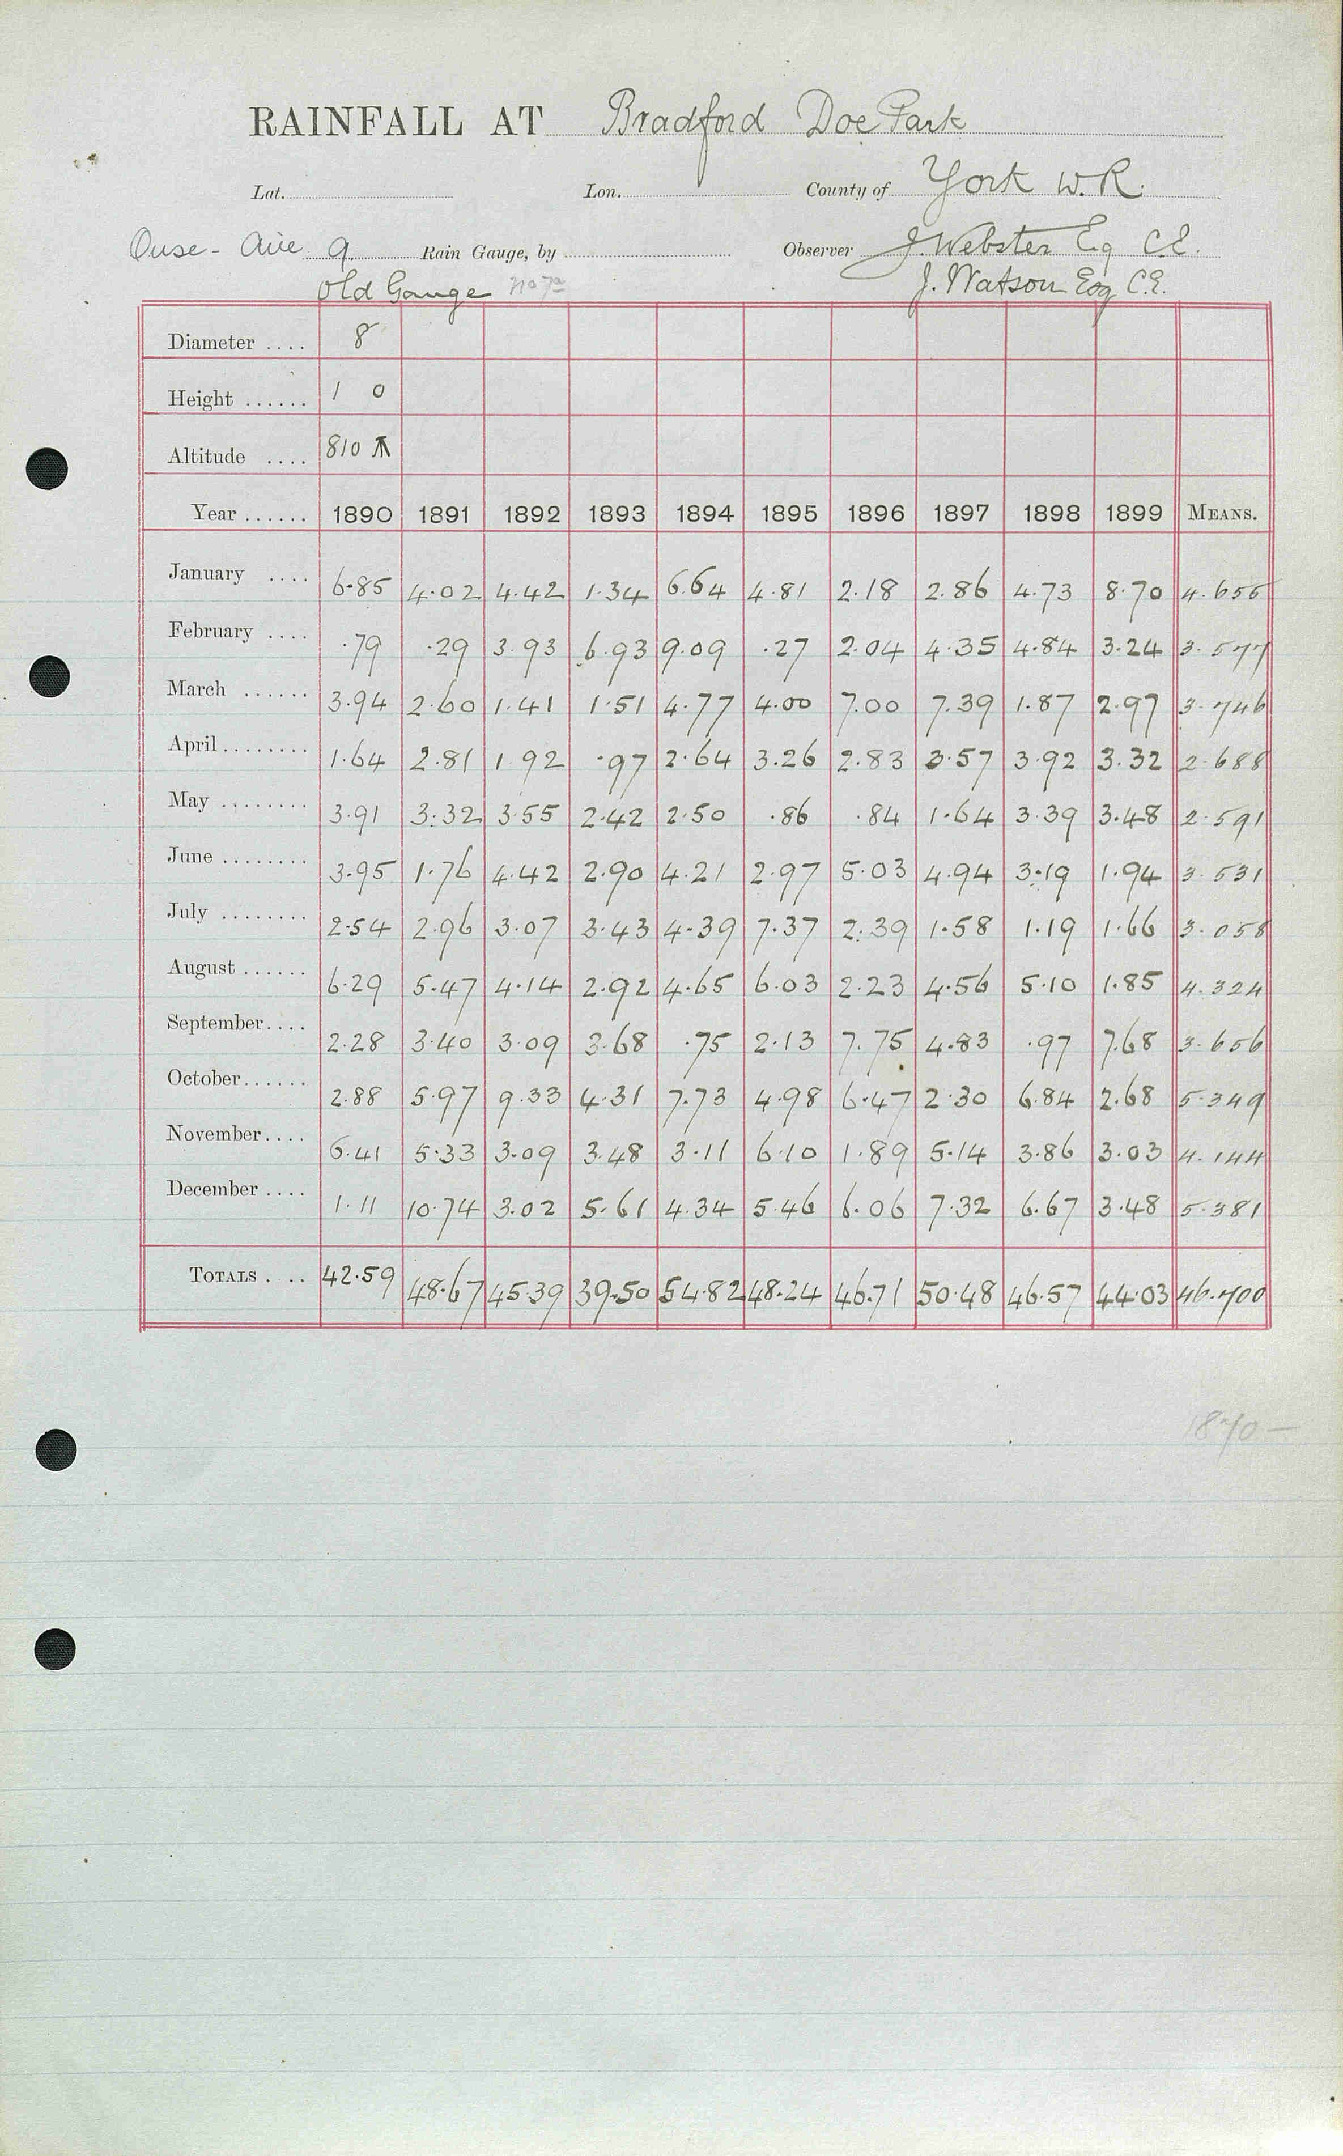 RAINFALL AT Bradford Doe Park
Lat. Lon. County of York W.R.
Ouse - Aire 9 Rain Gauge, by Observer J. Webster Esq C.E.
Old Gauge No 7a J. Watson Esq C.E.
Diameter .... 8
Height ...... 1 0
Altitude .... 810
Year ...... 1890 1891 1892 1893 1894 1895 1896 1897 1898 1899 MEANS.
January .... 6.85 4.02 4.42 1.34 6.64 4.81 2.18 2.86 4.73 8.70 4.655
February .... .79 .29 3.93 6.93 9.09 .27 2.04 4.35 4.84 3.24 3.577
March ...... 3.94 2.60 1.41 1.51 4.77 4.00 7.00 7.39 1.87 2.97 3.746
April ........ 1.64 2.81 1.92 .97 2.64 3.26 2.83 3.57 3.92 3.32 2.688
May ........ 3.91 3.32 3.55 2.42 2.50 .86 .84 1.64 3.39 3.48 2.591
June ........ 3.95 1.76 4.42 2.90 4.21 2.97 5.03 4.94 3.19 1.94 3.531
July ........ 2.54 2.96 3.07 3.43 4.39 7.37 2.39 1.58 1.19 1.66 3.058
August ...... 6.29 5.47 4.14 2.92 4.65 6.03 2.23 4.56 5.10 1.85 4.324
September .... 2.28 3.40 3.09 3.68 .75 2.13 7.75 4.83 .97 7.68 3.656
October ...... 2.88 5.97 9.33 4.31 7.73 4.98 6.47 2.30 6.84 2.68 5.349
November .... 6.41 5.33 3.09 3.48 3.11 6.10 1.89 5.14 3.86 3.03 4.144
December .... 1.11 10.74 3.02 5.61 4.34 5.46 6.06 7.32 6.67 3.48 5.381
TOTALS . .. 42.59 48.67 45.39 39.50 54.82 48.24 46.71 50.48 46.57 44.03 46.700
1870 —